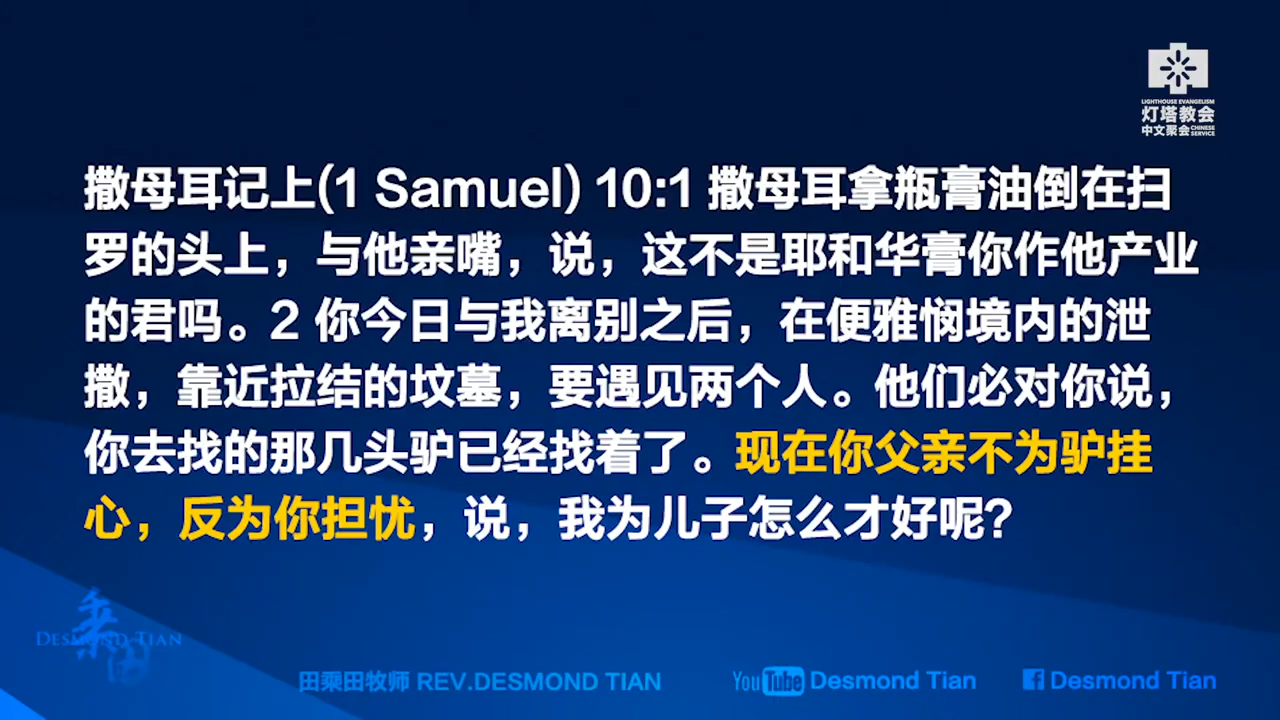 LIGHTHOUSE EVANGELISM
灯塔教会
中文聚会 CHINESE SERVICE
撒母耳记上(1 Samuel) 10:1 撒母耳拿瓶膏油倒在扫
罗的头上，与他亲嘴，说，这不是耶和华膏你作他产业
的君吗。2 你今日与我离别之后，在便雅悯境内的泄
撒，靠近拉结的坟墓，要遇见两个人。他们必对你说，
你去找的那几头驴已经找着了。现在你父亲不为驴挂
心，反为你担忧，说，我为儿子怎么才好呢?
乘田
DESMOND TIAN
田乘田牧师 REV.DESMOND TIAN
YouTube Desmond Tian
f Desmond Tian